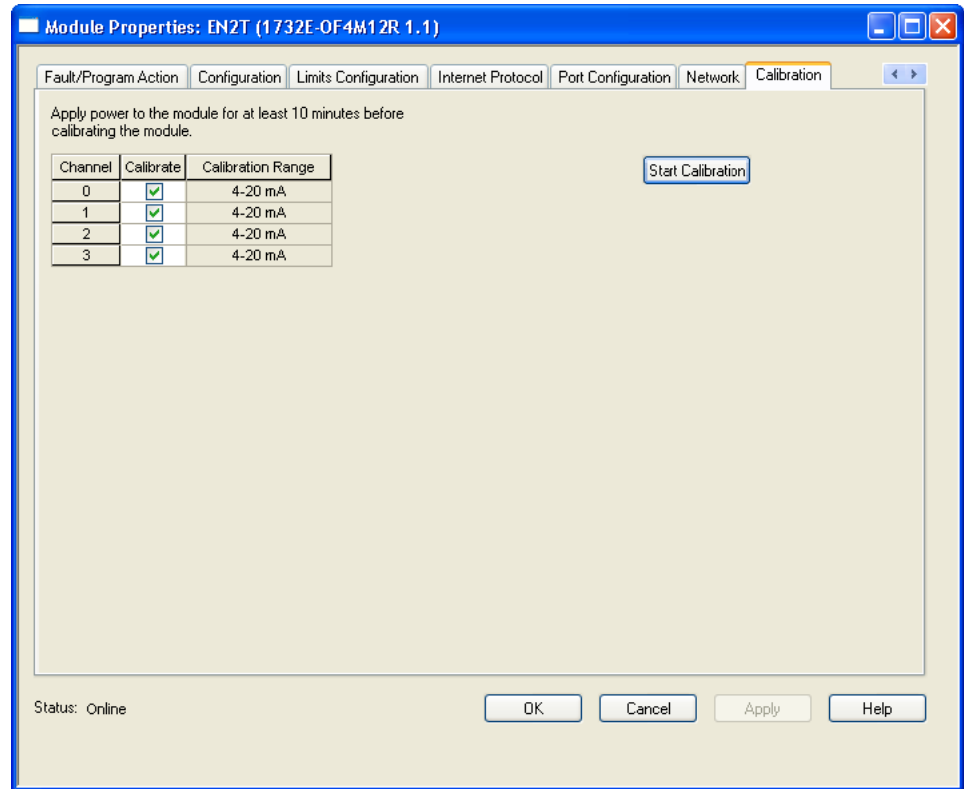 Module Properties: EN2T (1732E-OF4M12R 1.1)
Fault/Program Action Configuration Limits Configuration Internet Protocol Port Configuration Network Calibration
Apply power to the module for at least 10 minutes before
calibrating the module.
Start Calibration
Channel Calibrate Calibration Range
0 4-20 mA
1 4-20 mA
2 4-20 mA
3 4-20 mA
Status: Online OK Cancel Apply Help